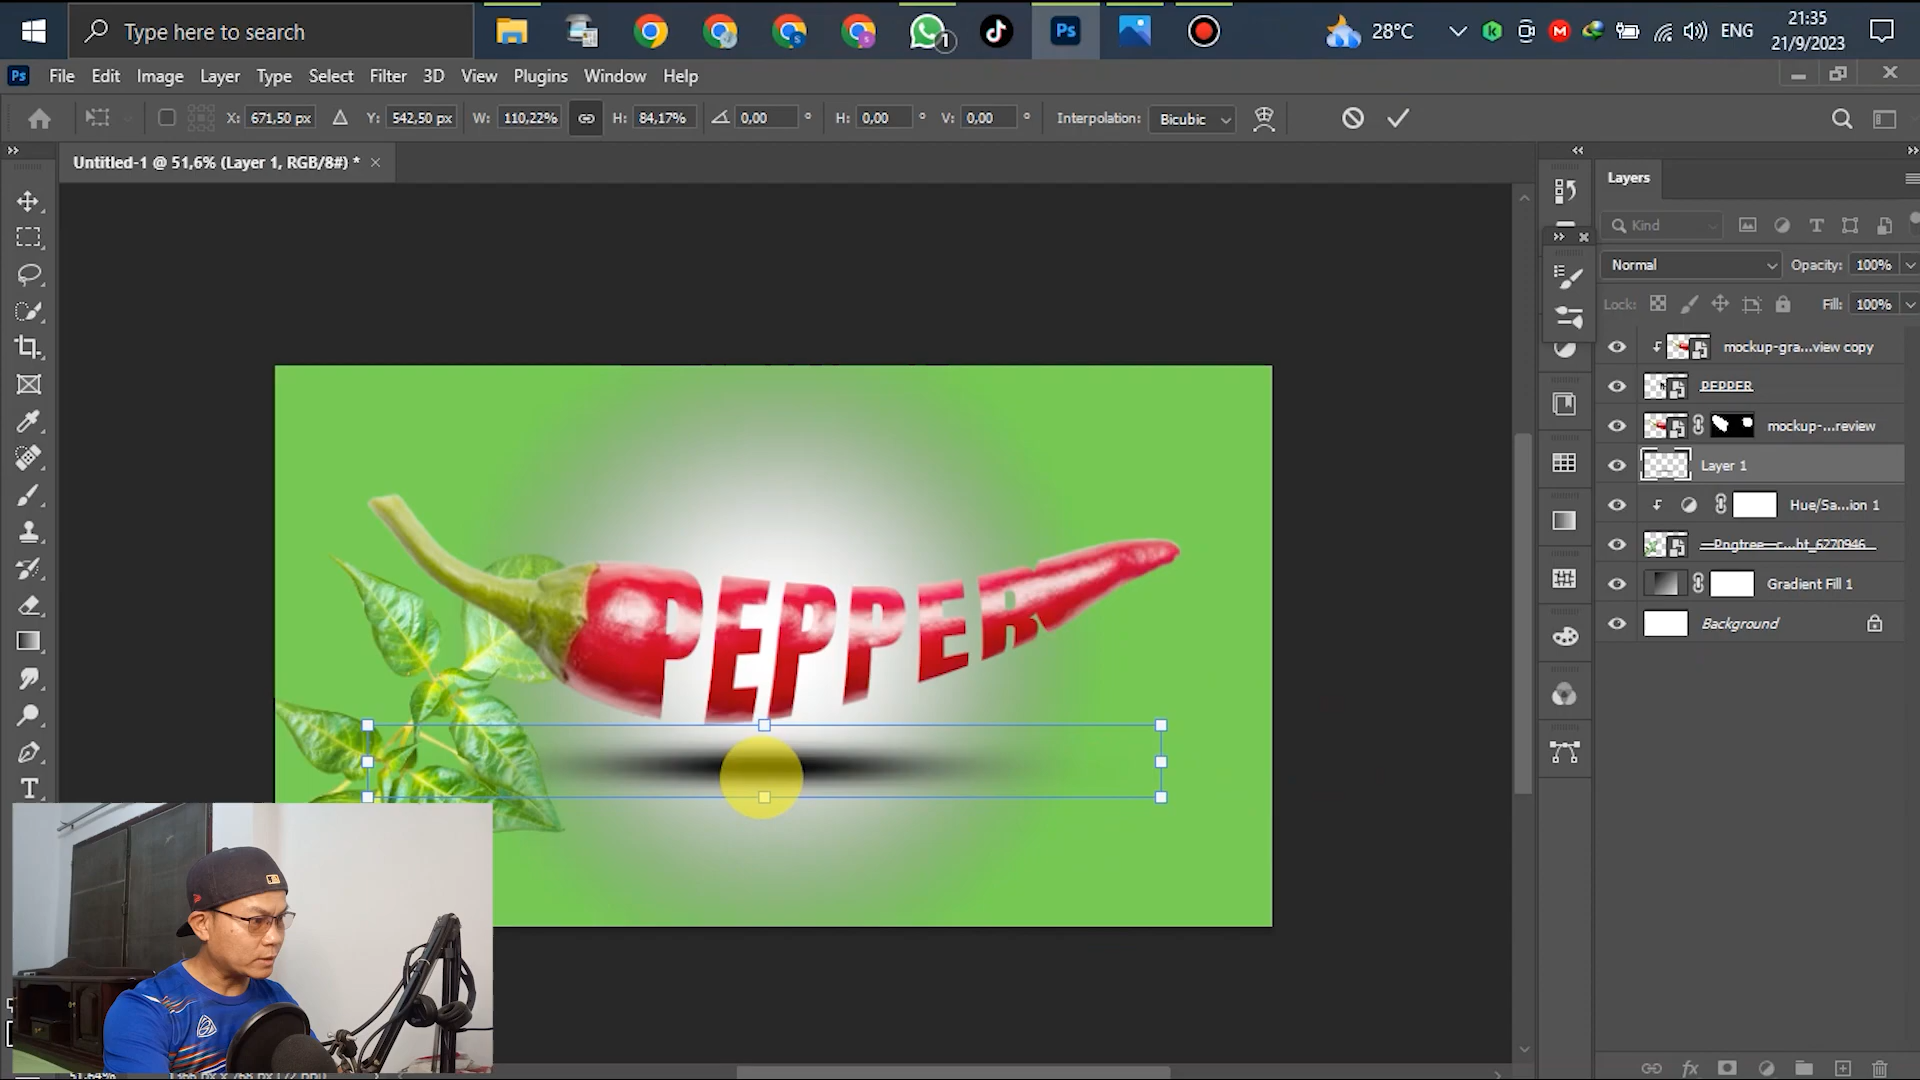 Type here to search
1
28°C
ENG
21:35
21/9/2023
Ps
File Edit Image Layer Type Select Filter 3D View Plugins Window Help
X: 671,50 px Y: 542,50 px W: 110,22% H: 84,17% 0,00 ° H: 0,00 ° V: 0,00 ° Interpolation: Bicubic
Untitled-1 @ 51,6% (Layer 1, RGB/8#) *
Layers
Kind
Normal Opacity: 100%
Lock: Fill: 100%
mockup-gra...view copy
PEPPER
mockup-...review
Layer 1
Hue/Sa...ion 1
—Pngtree—c...ht_6270946
Gradient Fill 1
Background
PEPPER